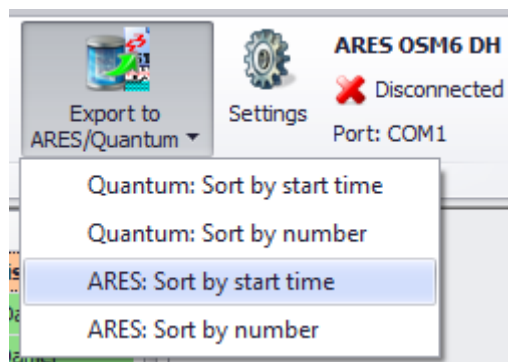 Export to
ARES/Quantum
Settings
ARES OSM6 DH
Disconnected
Port: COM1
Quantum: Sort by start time
Quantum: Sort by number
ARES: Sort by start time
ARES: Sort by number